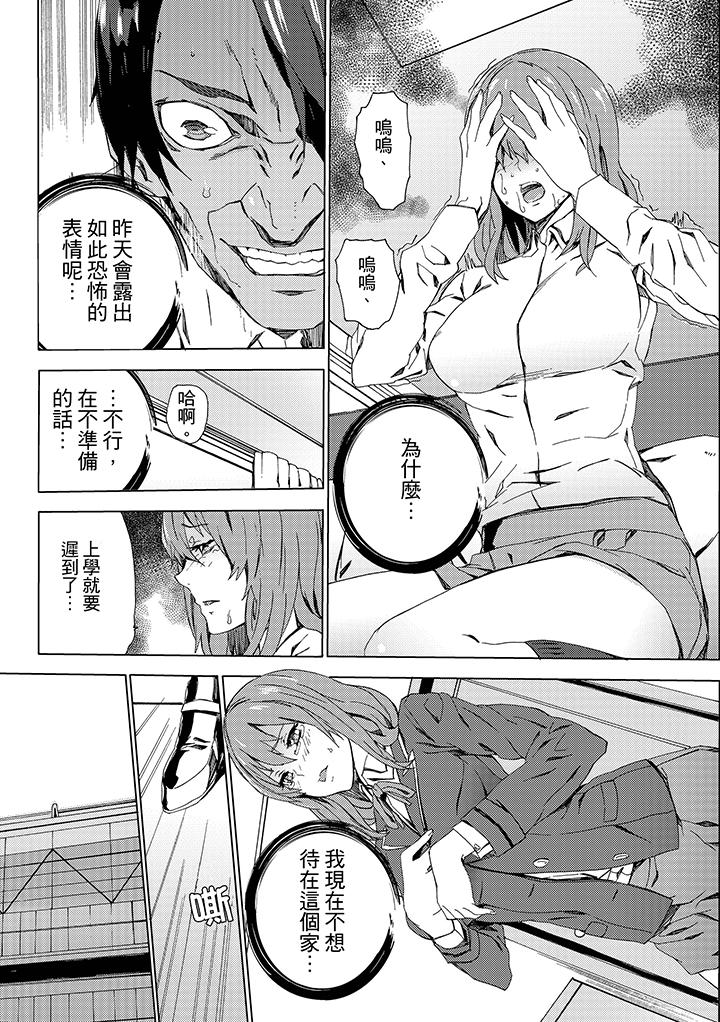 嗚嗚、
嗚嗚、
為什麼…
昨天會露出
如此恐怖的
表情呢…
哈啊。
…不行，
在不準備
的話…
上學就要
遲到了…
我現在不想
待在這個家…
嘶